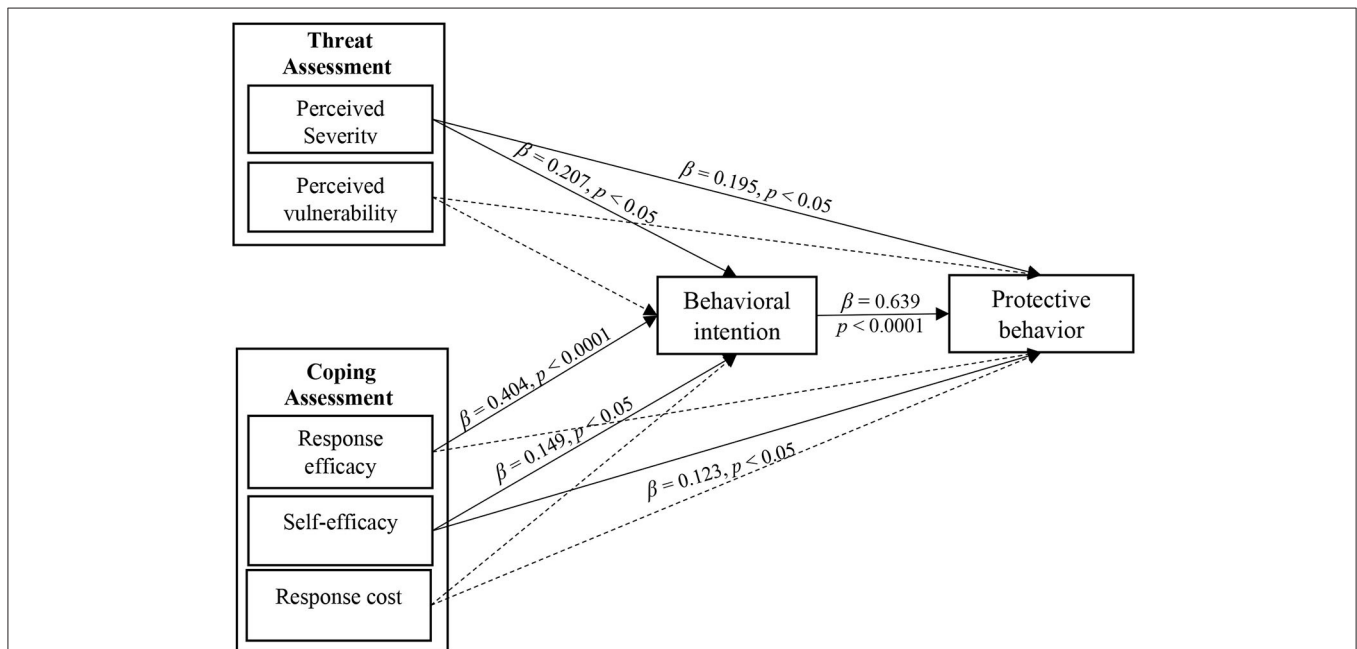 Threat
Assessment
Perceived
Severity
Perceived
vulnerability
β = 0.207, p < 0.05
β = 0.195, p < 0.05
Behavioral
intention
β = 0.639
p < 0.0001
Protective
behavior
Coping
Assessment
Response
efficacy
Self-efficacy
Response cost
β = 0.404, p < 0.0001
β = 0.149, p < 0.05
β = 0.123, p < 0.05